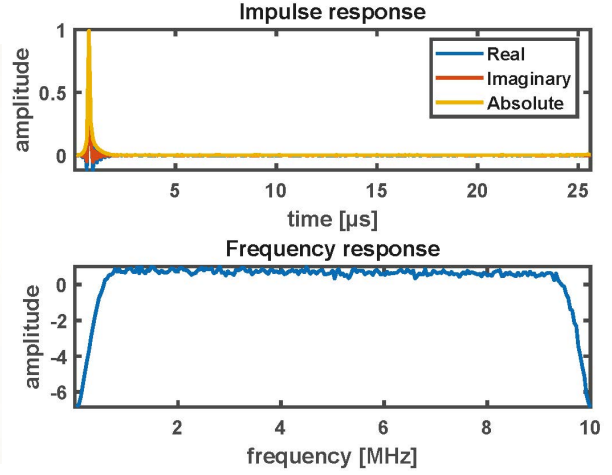 Impulse response
1
0.5
0
amplitude
Real
Imaginary
Absolute
5 10 15 20 25
time [µs]
Frequency response
0
-2
-4
-6
amplitude
2 4 6 8 10
frequency [MHz]